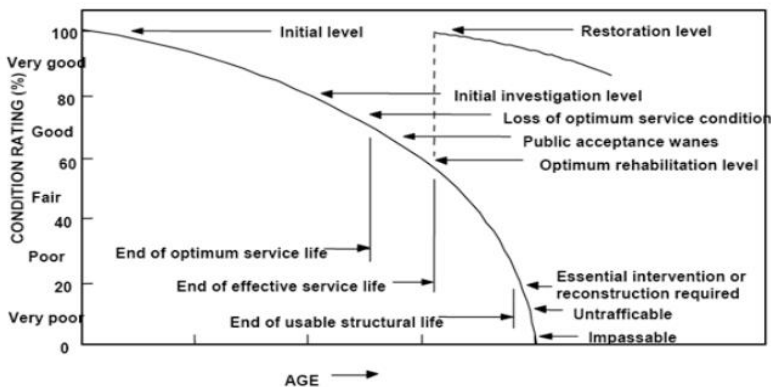 100
Initial level
Restoration level
Very good
80
Initial investigation level
Loss of optimum service condition
Good
Public acceptance wanes
60
Optimum rehabilitation level
CONDITION RATING (%)
Fair
40
End of optimum service life
Poor
20
End of effective service life
Essential intervention or
reconstruction required
Very poor
End of usable structural life
Untrafficable
0
Impassable
AGE